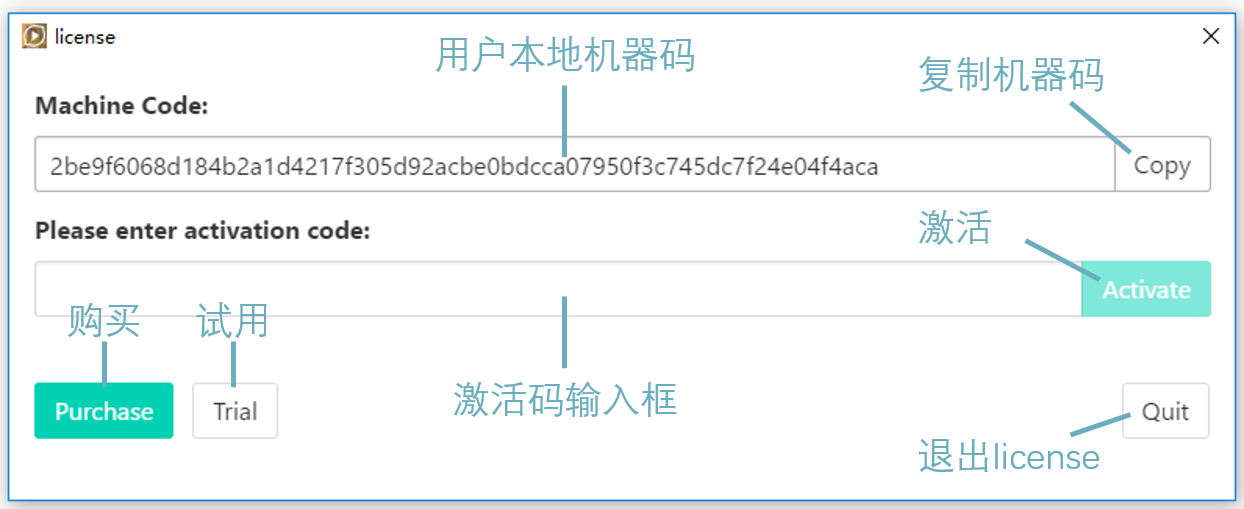 license
用户本地机器码
复制机器码
Machine Code:
2be9f6068d184b2a1d4217f305d92acbe0bdcca07950f3c745dc7f24e04f4aca
Copy
Please enter activation code:
激活
Activate
购买
试用
激活码输入框
Purchase
Trial
Quit
退出license